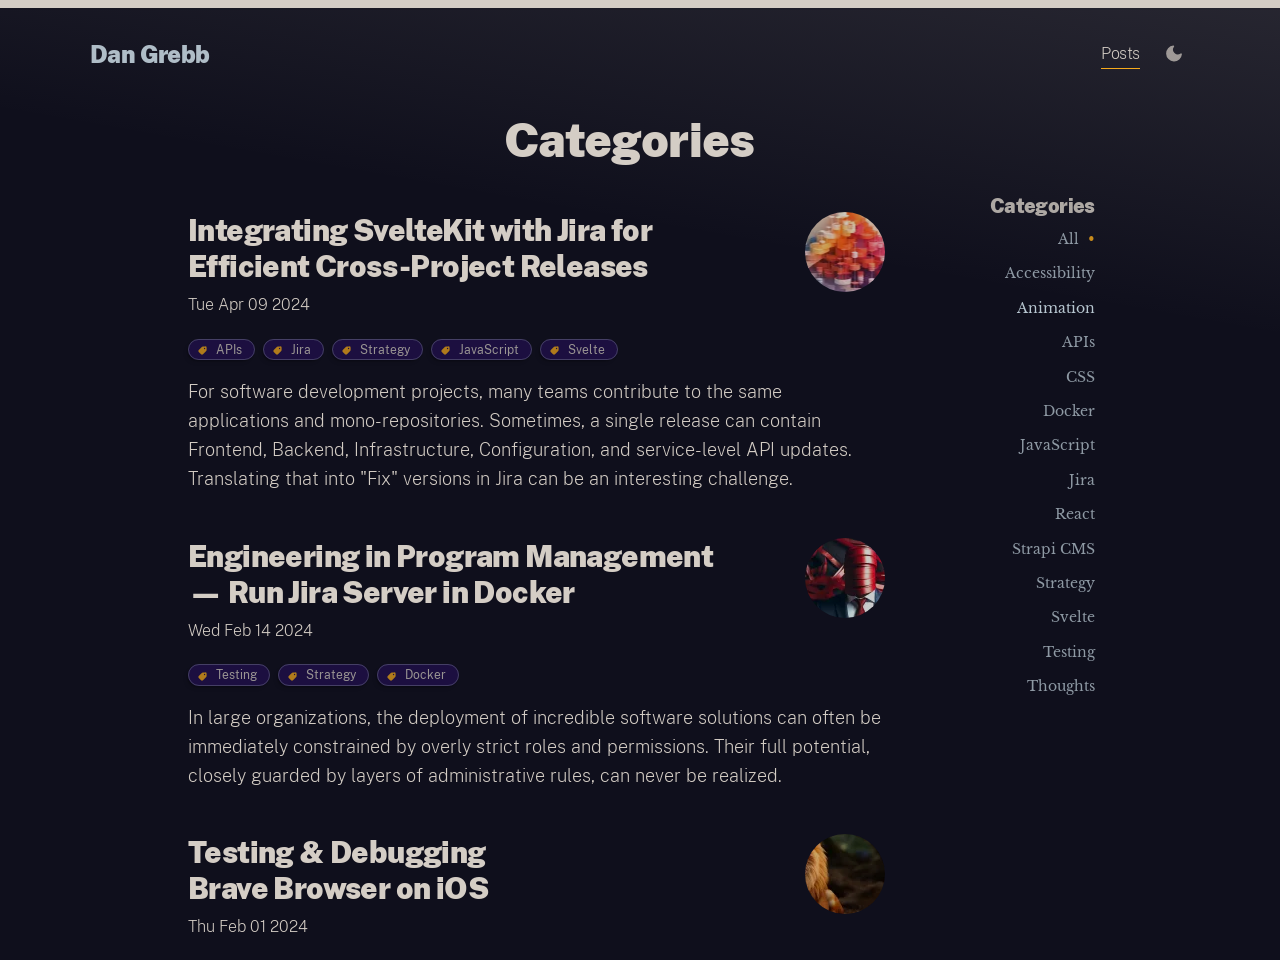 Dan Grebb
Posts
Categories
Integrating SvelteKit with Jira for
Efficient Cross-Project Releases
Tue Apr 09 2024
APIs
Jira
Strategy
JavaScript
Svelte
For software development projects, many teams contribute to the same
applications and mono-repositories. Sometimes, a single release can contain
Frontend, Backend, Infrastructure, Configuration, and service-level API updates.
Translating that into "Fix" versions in Jira can be an interesting challenge.
Engineering in Program Management
— Run Jira Server in Docker
Wed Feb 14 2024
Testing
Strategy
Docker
In large organizations, the deployment of incredible software solutions can often be
immediately constrained by overly strict roles and permissions. Their full potential,
closely guarded by layers of administrative rules, can never be realized.
Testing & Debugging
Brave Browser on iOS
Thu Feb 01 2024
Categories
All •
Accessibility
Animation
APIs
CSS
Docker
JavaScript
Jira
React
Strapi CMS
Strategy
Svelte
Testing
Thoughts